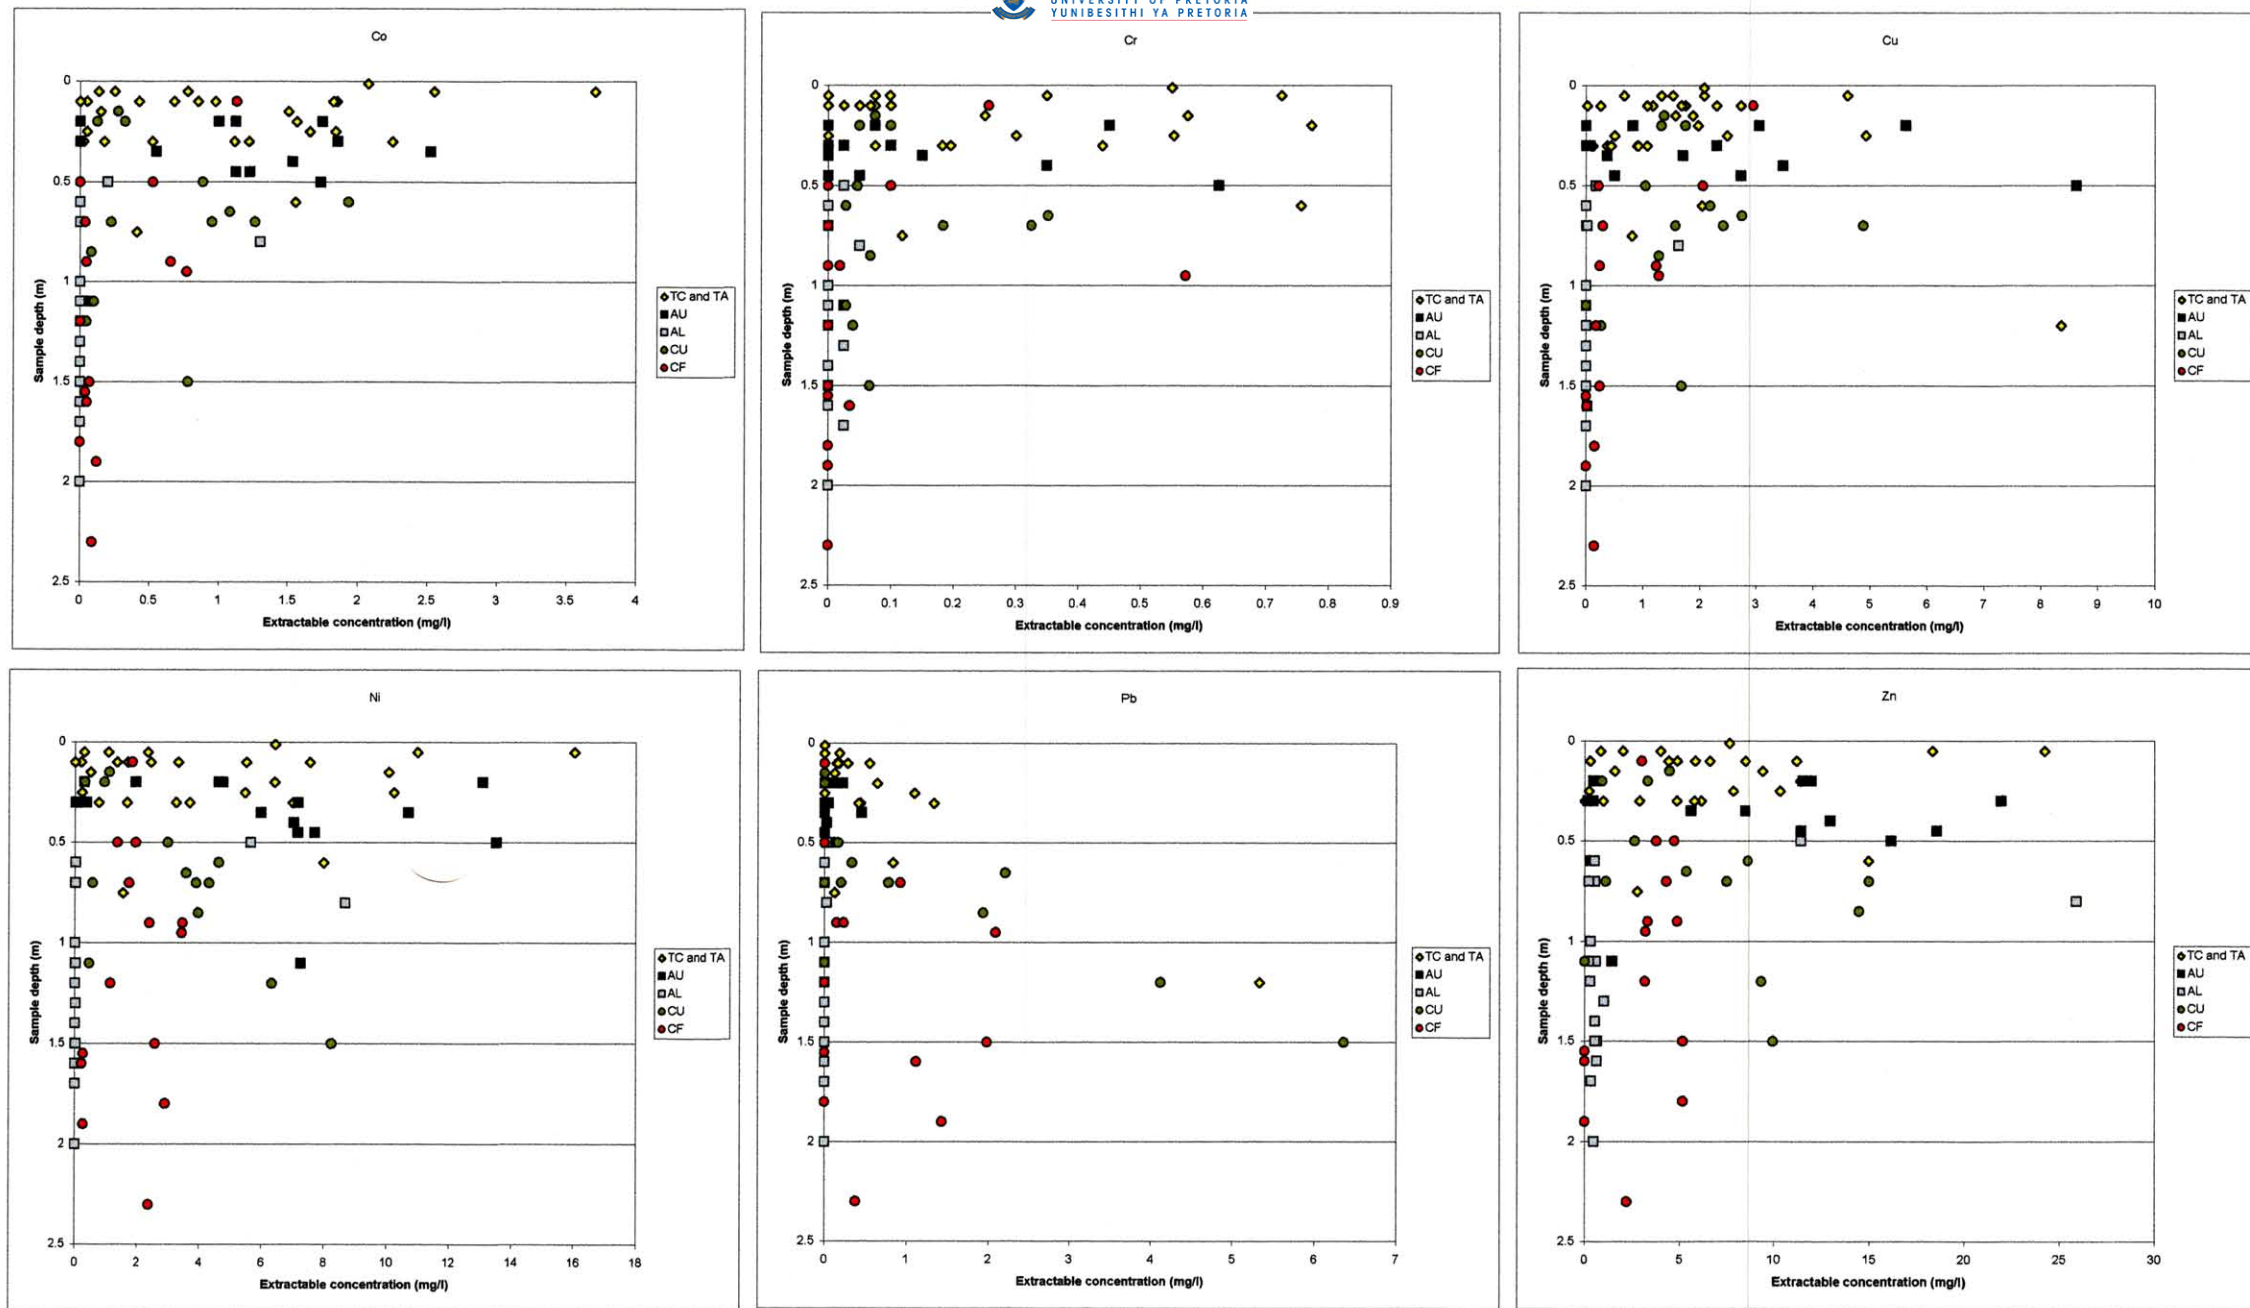 UNIVERSITY OF PRETORIA
YUNIBESITHI YA PRETORIA
Co
Sample depth (m)
0
0.5
1
1.5
2
2.5
0 0.5 1 1.5 2 2.5 3 3.5 4
Extractable concentration (mg/l)
TC and TA
AU
AL
CU
CF
Cr
Sample depth (m)
0
0.5
1
1.5
2
2.5
0 0.1 0.2 0.3 0.4 0.5 0.6 0.7 0.8 0.9
Extractable concentration (mg/l)
TC and TA
AU
AL
CU
CF
Cu
Sample depth (m)
0
0.5
1
1.5
2
2.5
0 1 2 3 4 5 6 7 8 9 10
Extractable concentration (mg/l)
TC and TA
AU
AL
CU
CF
Ni
Sample depth (m)
0
0.5
1
1.5
2
2.5
0 2 4 6 8 10 12 14 16 18
Extractable concentration (mg/l)
TC and TA
AU
AL
CU
CF
Pb
Sample depth (m)
0
0.5
1
1.5
2
2.5
0 1 2 3 4 5 6 7
Extractable concentration (mg/l)
TC and TA
AU
AL
CU
CF
Zn
Sample depth (m)
0
0.5
1
1.5
2
2.5
0 5 10 15 20 25 30
Extractable concentration (mg/l)
TC and TA
AU
AL
CU
CF